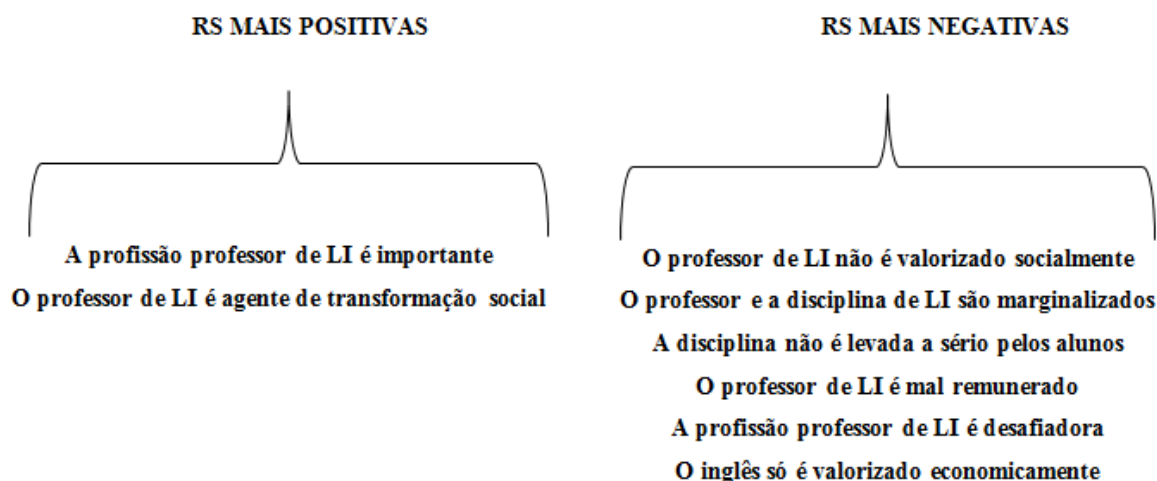 RS MAIS POSITIVAS
A profissão professor de LI é importante
O professor de LI é agente de transformação social
RS MAIS NEGATIVAS
O professor de LI não é valorizado socialmente
O professor e a disciplina de LI são marginalizados
A disciplina não é levada a sério pelos alunos
O professor de LI é mal remunerado
A profissão professor de LI é desafiadora
O inglês só é valorizado economicamente